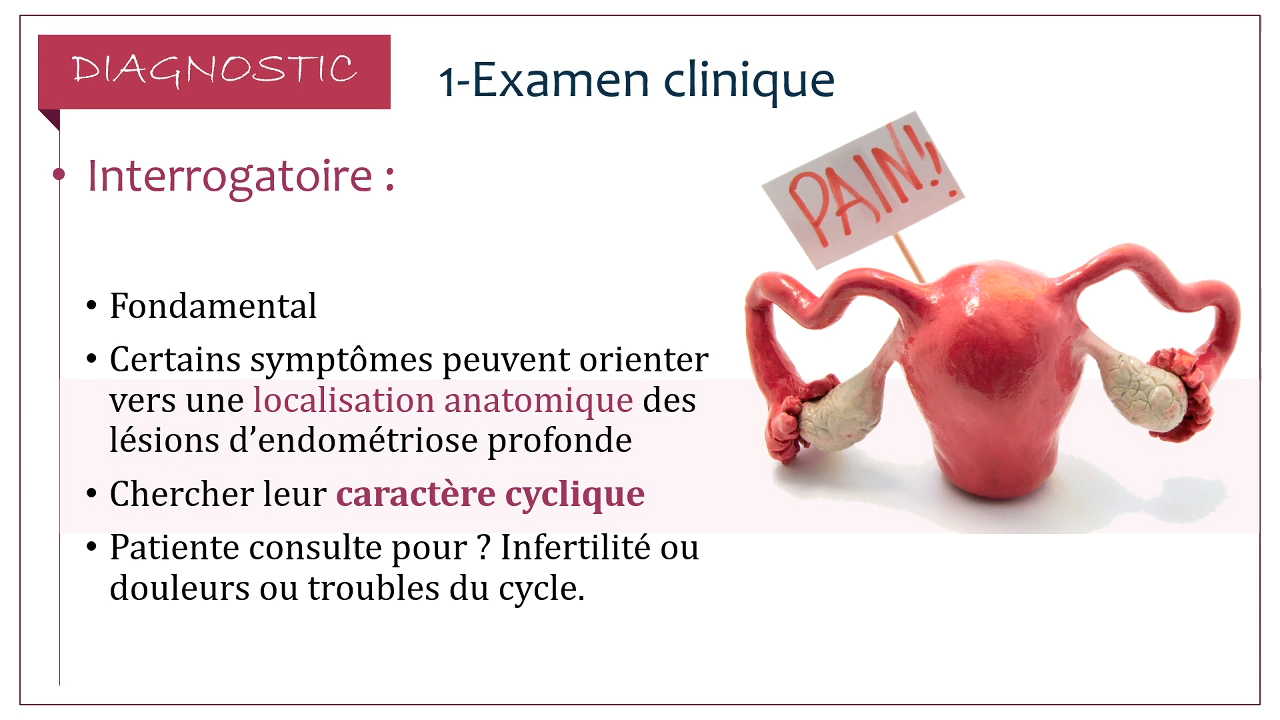 DIAGNOSTIC
1-Examen clinique
PAIN!!
• Interrogatoire :
• Fondamental
• Certains symptômes peuvent orienter
vers une localisation anatomique des
lésions d’endométriose profonde
• Chercher leur caractère cyclique
• Patiente consulte pour ? Infertilité ou
douleurs ou troubles du cycle.